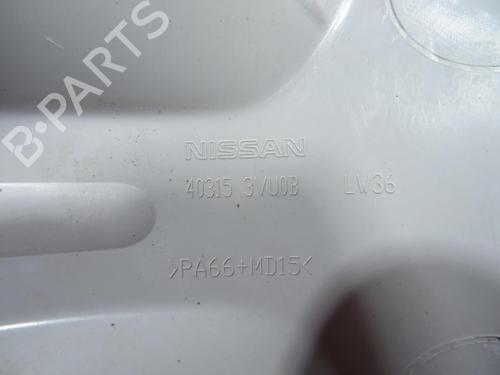 B-PARTS
NISSAN
40315 3VU0B LW36
>PA66+MD15<